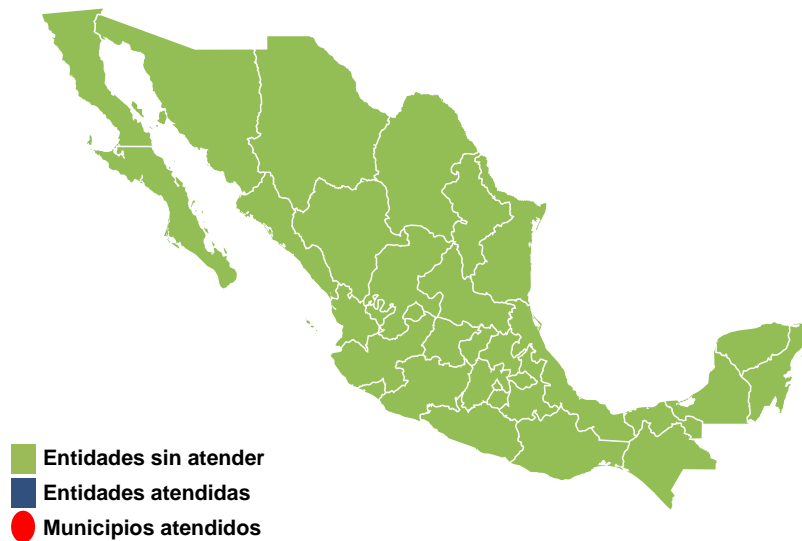 Entidades sin atender
Entidades atendidas
Municipios atendidos